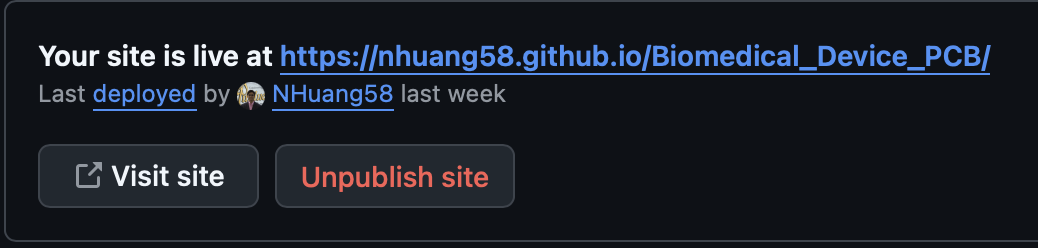 Your site is live at https://nhuang58.github.io/Biomedical_Device_PCB/
Last deployed by NHuang58 last week
Visit site
Unpublish site